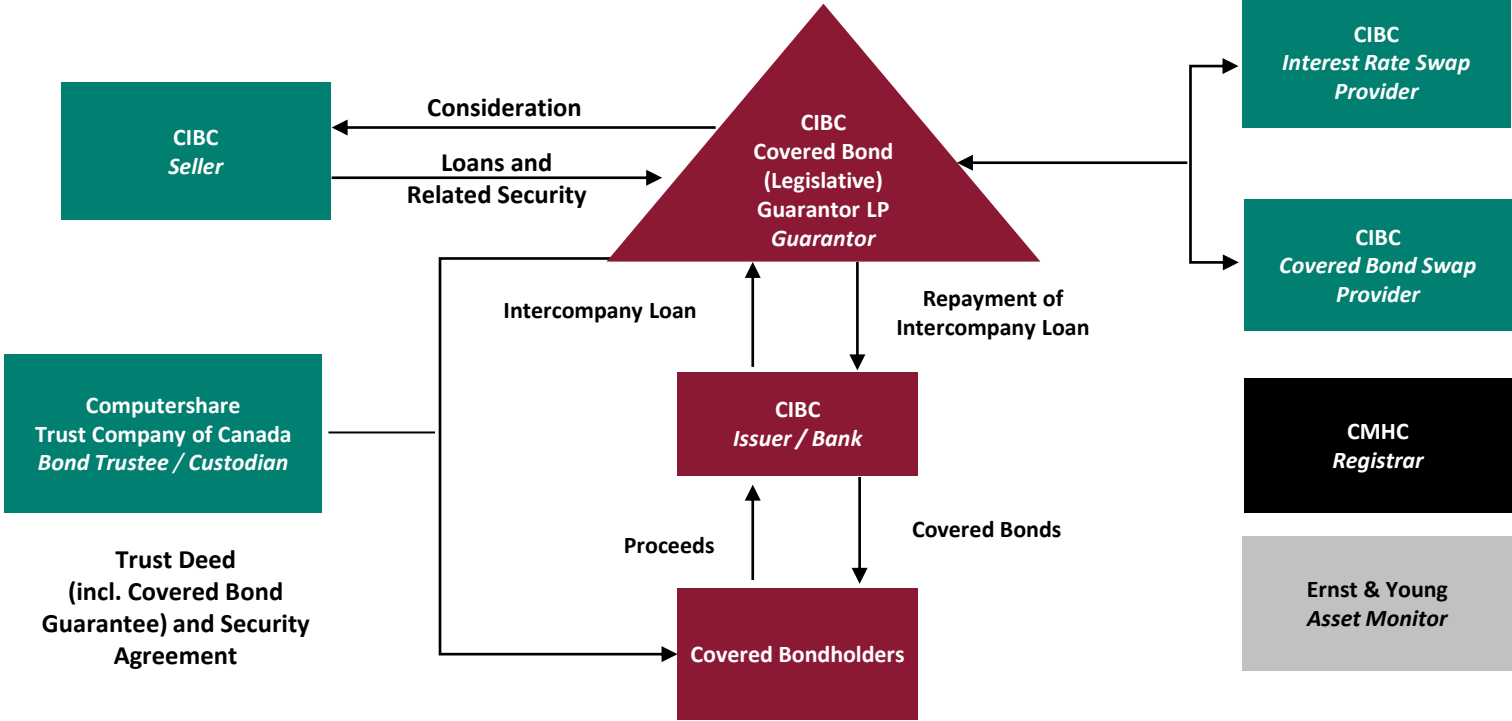 CIBC
Seller
Consideration
Loans and
Related Security
CIBC
Covered Bond
(Legislative)
Guarantor LP
Guarantor
CIBC
Interest Rate Swap
Provider
CIBC
Covered Bond Swap
Provider
Intercompany Loan
Repayment of
Intercompany Loan
Computershare
Trust Company of Canada
Bond Trustee / Custodian
CIBC
Issuer / Bank
CMHC
Registrar
Trust Deed
(incl. Covered Bond
Guarantee) and Security
Agreement
Proceeds
Covered Bonds
Covered Bondholders
Ernst & Young
Asset Monitor